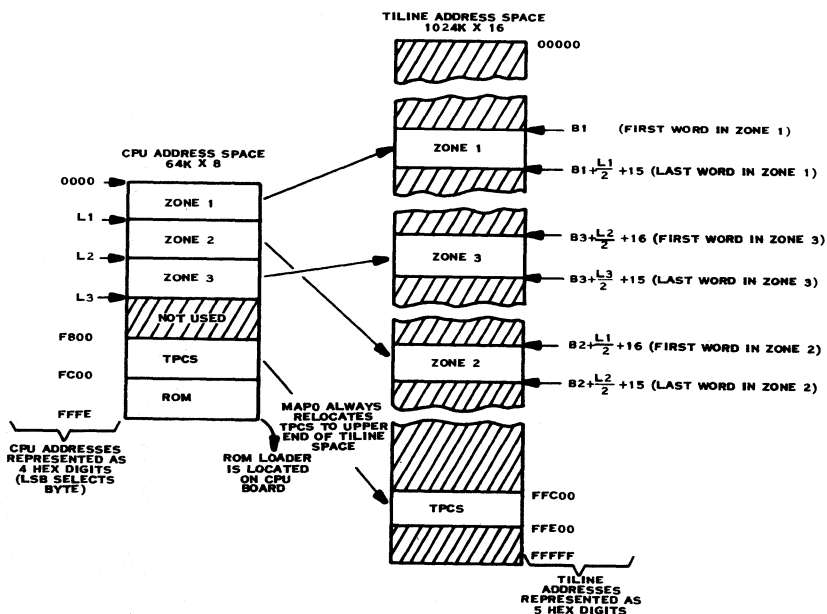 TILINE ADDRESS SPACE
1024K X 16
00000
B1 (FIRST WORD IN ZONE 1)
ZONE 1
B1+L1/2 +15 (LAST WORD IN ZONE 1)
CPU ADDRESS SPACE
64K X 8
0000
ZONE 1
L1
ZONE 2
L2
ZONE 3
L3
NOT USED
F800
TPCS
FC00
ROM
FFFE
B3+L2/2 +16 (FIRST WORD IN ZONE 3)
ZONE 3
B3+L3/2 +15 (LAST WORD IN ZONE 3)
B2+L1/2 +16 (FIRST WORD IN ZONE 2)
ZONE 2
B2+L2/2 +15 (LAST WORD IN ZONE 2)
MAP0 ALWAYS
RELOCATES
TPCS TO UPPER
END OF TILINE
SPACE
CPU ADDRESSES
REPRESENTED AS
4 HEX DIGITS
(LSB SELECTS
BYTE)
ROM LOADER
IS LOCATED
ON CPU
BOARD
FFC00
TPCS
FFE00
FFFFF
TILINE
ADDRESSES
REPRESENTED AS
5 HEX DIGITS